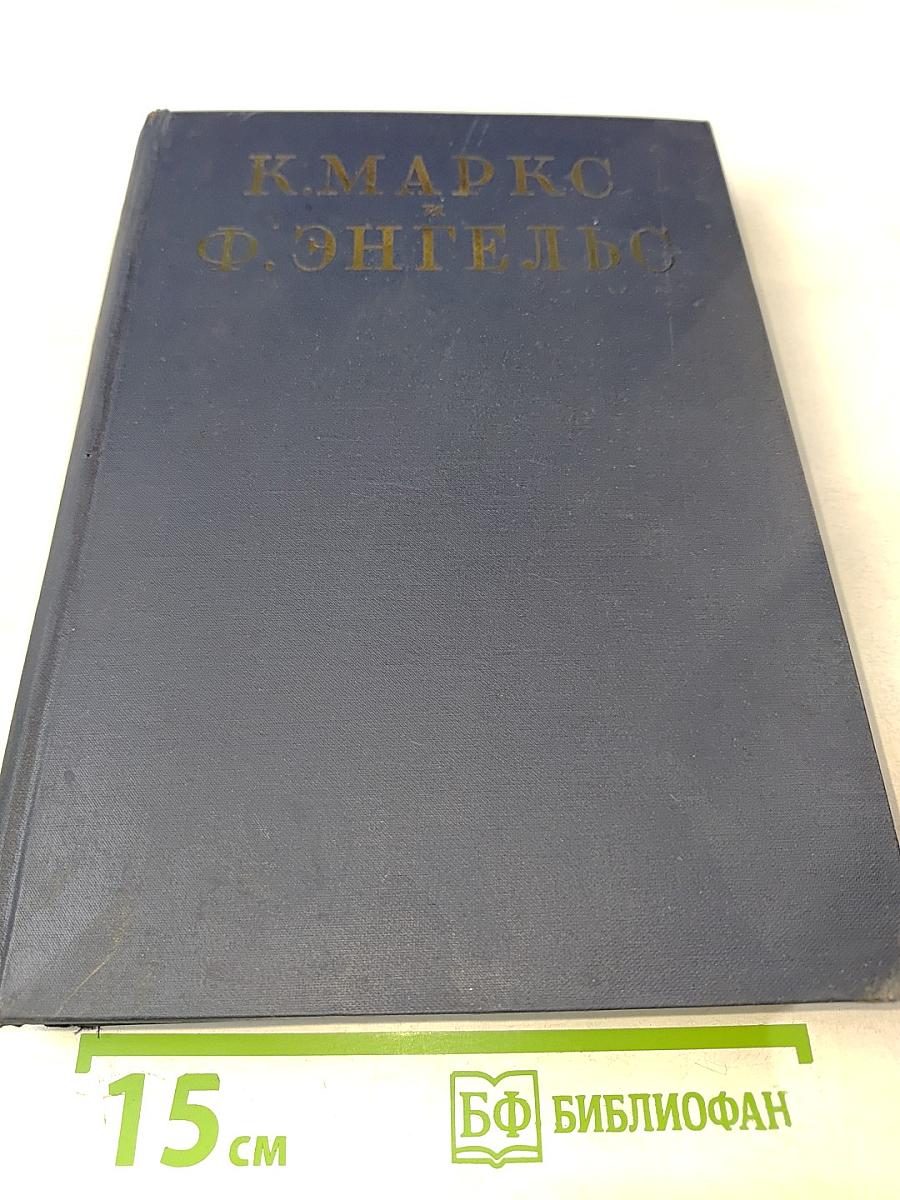 К. МАРКС
и
Ф. ЭНГЕЛЬС
15 см
БФ БИБЛИОФАН